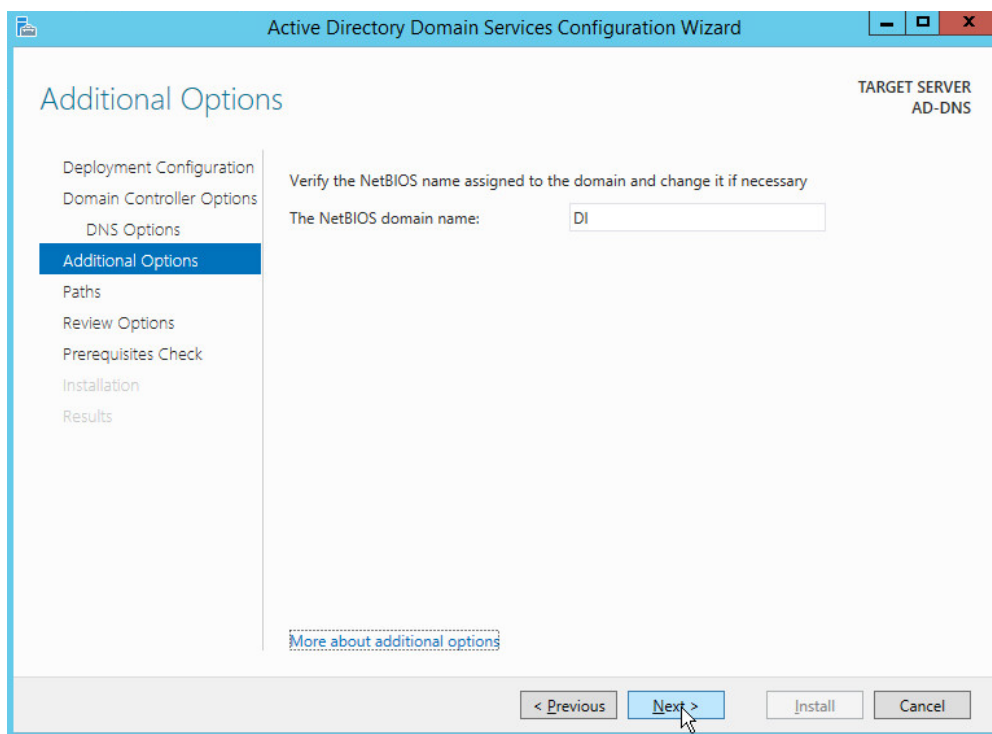 Active Directory Domain Services Configuration Wizard
Additional Options
TARGET SERVER
AD-DNS
Deployment Configuration
Domain Controller Options
DNS Options
Additional Options
Paths
Review Options
Prerequisites Check
Installation
Results
Verify the NetBIOS name assigned to the domain and change it if necessary
The NetBIOS domain name: DI
More about additional options
< Previous Next > Install Cancel